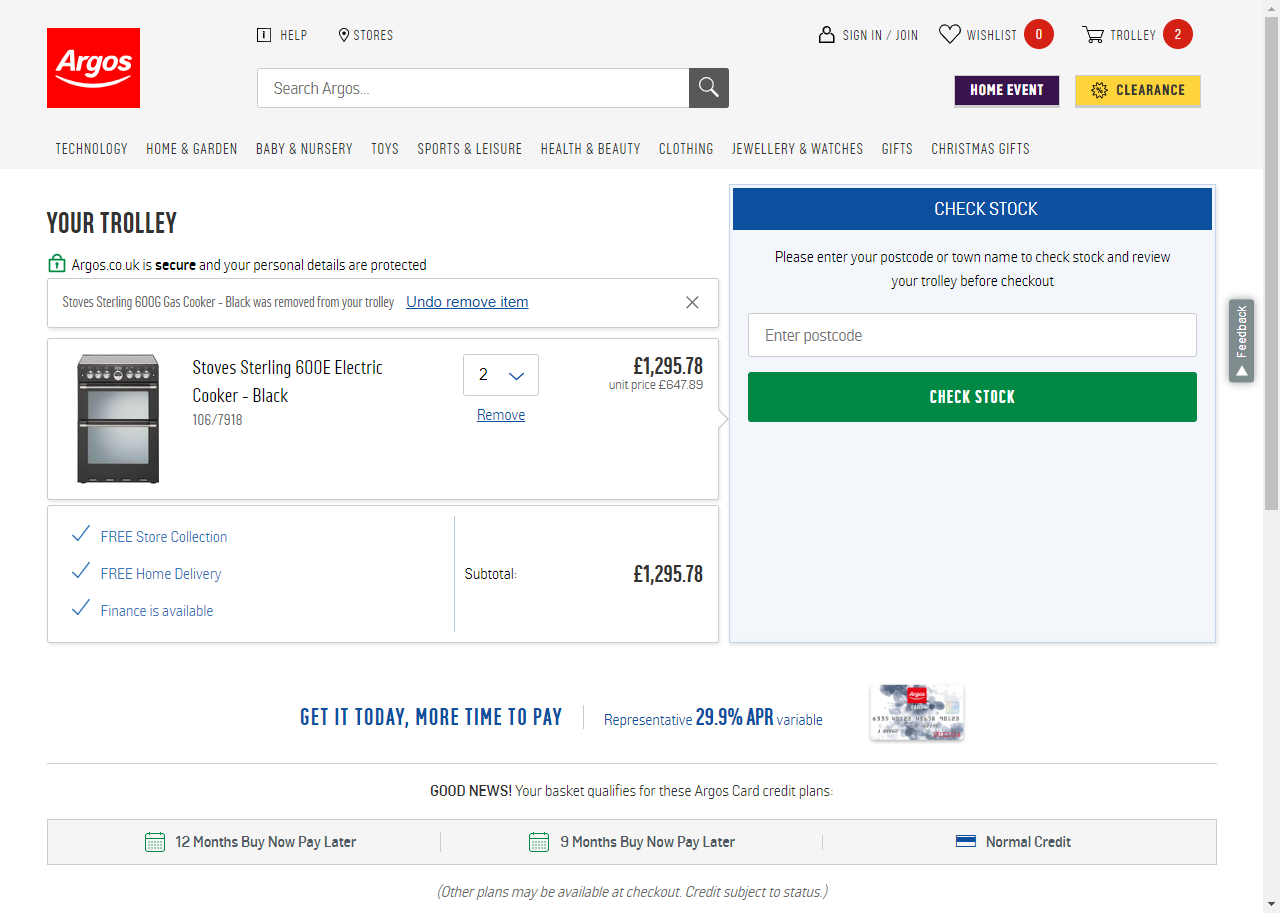 Argos
HELP
STORES
SIGN IN / JOIN
WISHLIST 0
TROLLEY 2
Search Argos...
HOME EVENT
CLEARANCE
TECHNOLOGY HOME & GARDEN BABY & NURSERY TOYS SPORTS & LEISURE HEALTH & BEAUTY CLOTHING JEWELLERY & WATCHES GIFTS CHRISTMAS GIFTS
YOUR TROLLEY
Argos.co.uk is secure and your personal details are protected
Stoves Sterling 600G Gas Cooker - Black was removed from your trolley Undo remove item
Stoves Sterling 600E Electric
Cooker - Black
106/7918
2
Remove
£1,295.78
unit price £647.89
FREE Store Collection
FREE Home Delivery
Finance is available
Subtotal:
£1,295.78
CHECK STOCK
Please enter your postcode or town name to check stock and review
your trolley before checkout
Enter postcode
CHECK STOCK
Feedback
GET IT TODAY, MORE TIME TO PAY
Representative 29.9% APR variable
Argos
GOOD NEWS! Your basket qualifies for these Argos Card credit plans:
12 Months Buy Now Pay Later
9 Months Buy Now Pay Later
Normal Credit
(Other plans may be available at checkout. Credit subject to status.)